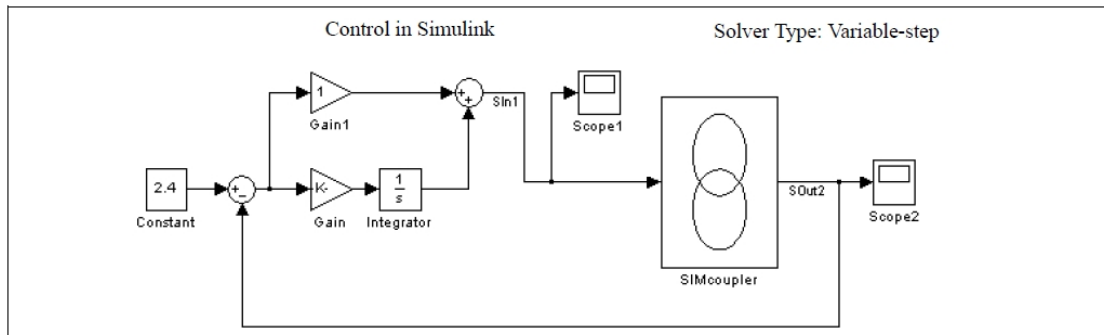 Control in Simulink
Solver Type: Variable-step
1
Gain1
+
+
SIn1
Scope1
2.4
Constant
+
−
K-
Gain
1
s
Integrator
SIMcoupler
SOut2
Scope2